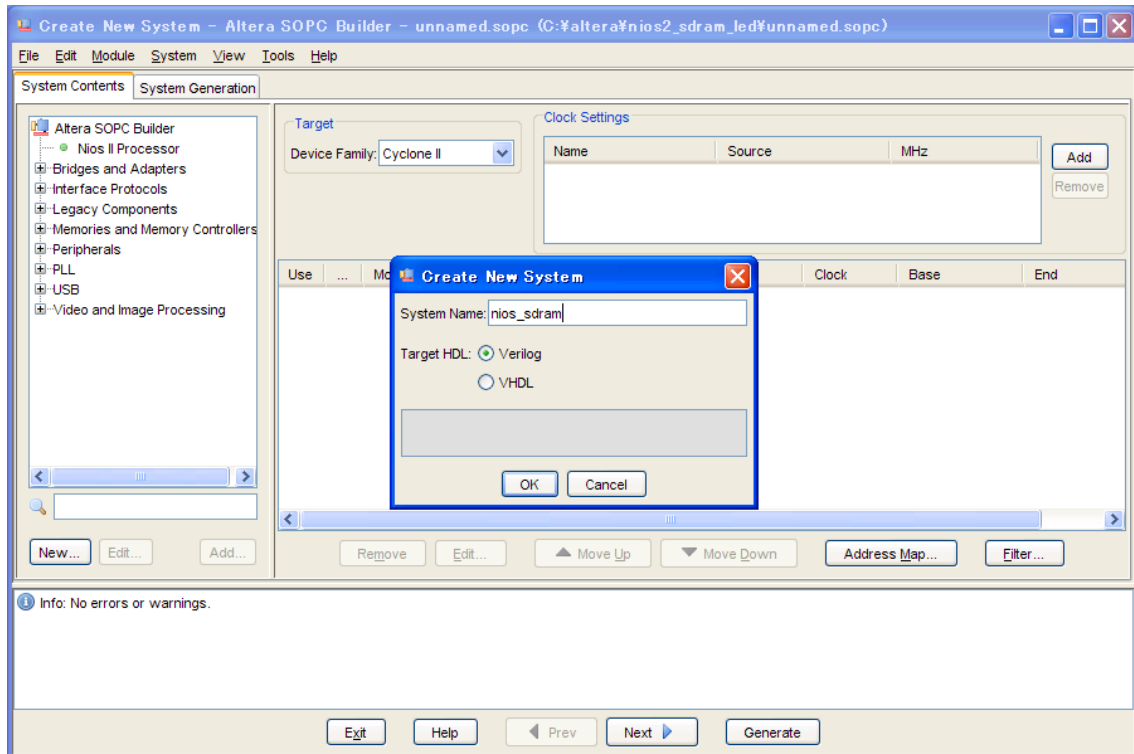 Create New System - Altera SOPC Builder - unnamed.sopc (C:¥altera¥nios2_sdram_led¥unnamed.sopc)
File Edit Module System View Tools Help
System Contents System Generation
Altera SOPC Builder
Nios II Processor
Bridges and Adapters
Interface Protocols
Legacy Components
Memories and Memory Controllers
Peripherals
PLL
USB
Video and Image Processing
New... Edit... Add...
Target
Device Family: Cyclone II
Clock Settings
Name Source MHz
Add
Remove
Use ... Mo Clock Base End
Create New System
System Name: nios_sdram
Target HDL: Verilog
VHDL
OK Cancel
Remove Edit... Move Up Move Down Address Map... Filter...
Info: No errors or warnings.
Exit Help Prev Next Generate